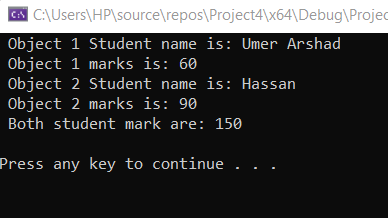 C:\Users\HP\source\repos\Project4\x64\Debug\Projec
Object 1 Student name is: Umer Arshad
Object 1 marks is: 60
Object 2 Student name is: Hassan
Object 2 marks is: 90
Both student mark are: 150
Press any key to continue . . .